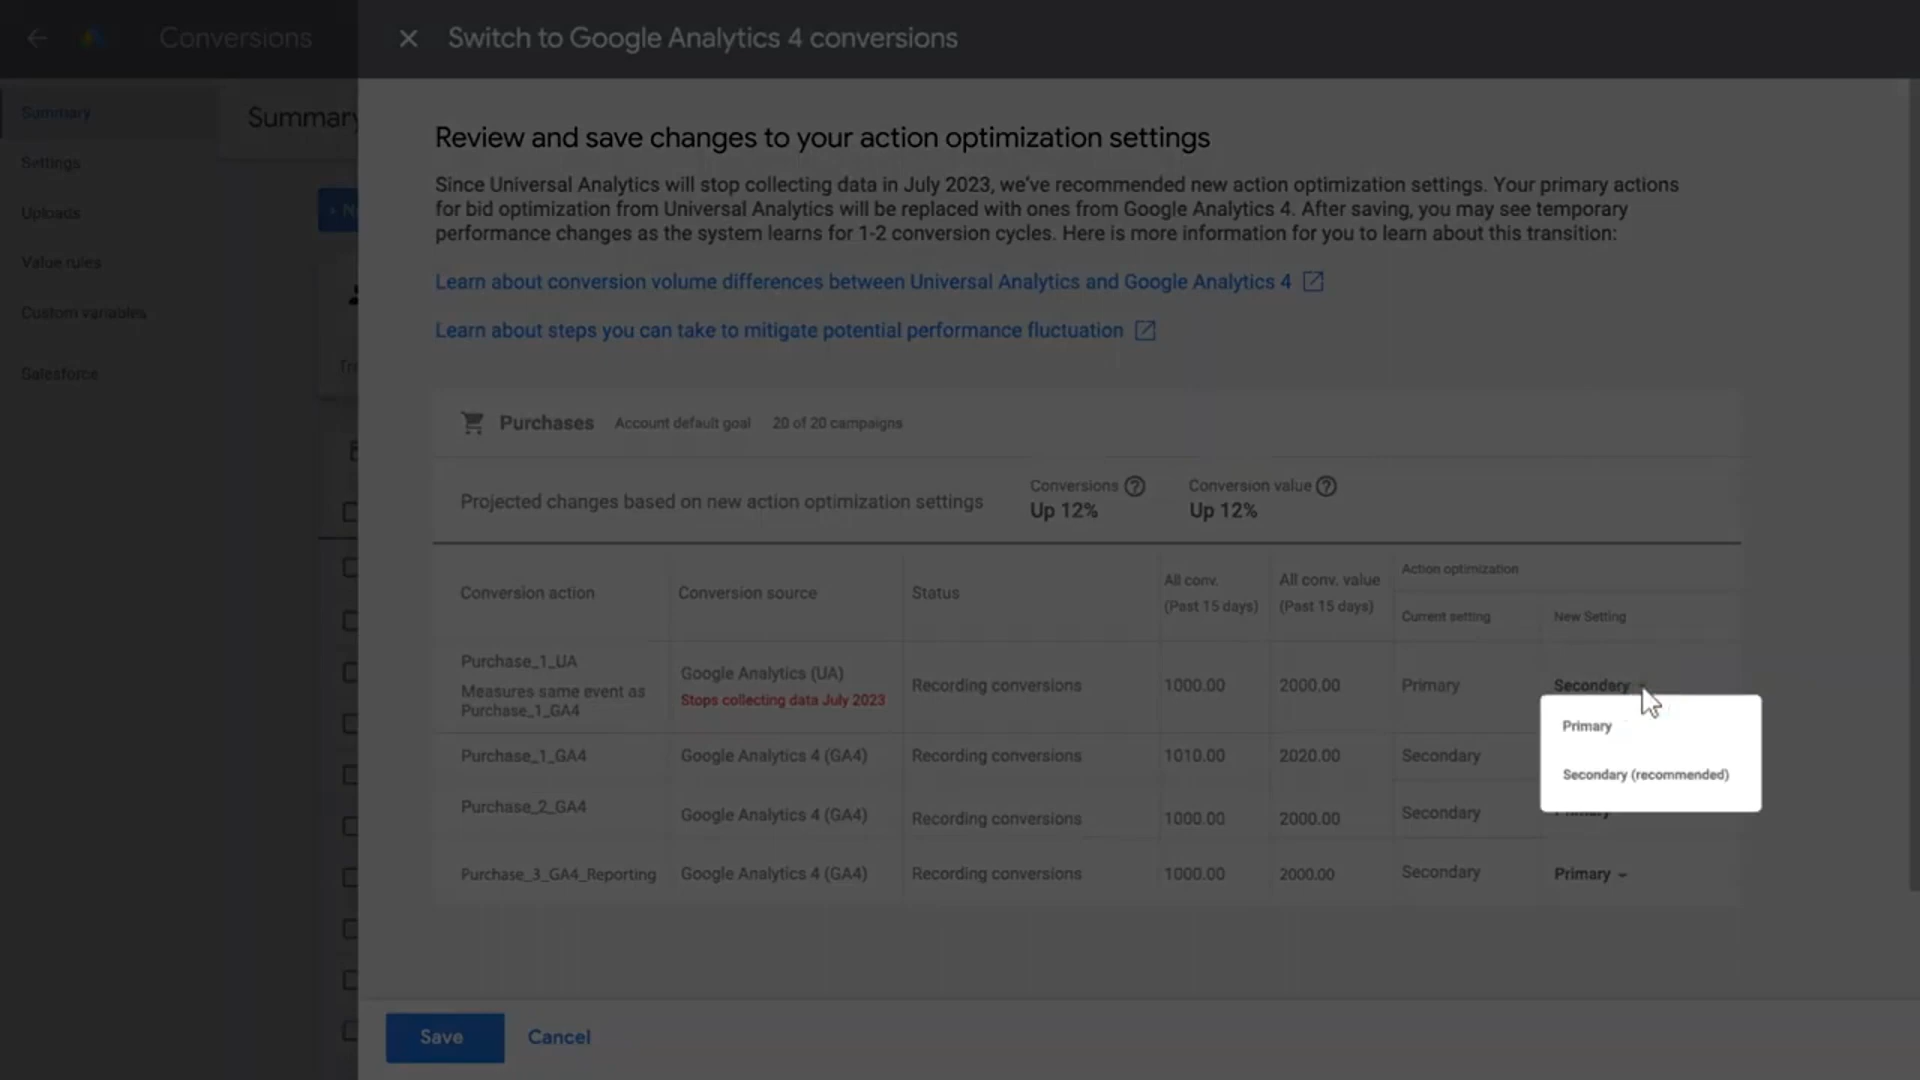 Conversions
Switch to Google Analytics 4 conversions
Summary
Settings
Uploads
Value rules
Custom variables
Salesforce
Summary
Review and save changes to your action optimization settings
Since Universal Analytics will stop collecting data in July 2023, we've recommended new action optimization settings. Your primary actions
for bid optimization from Universal Analytics will be replaced with ones from Google Analytics 4. After saving, you may see temporary
performance changes as the system learns for 1-2 conversion cycles. Here is more information for you to learn about this transition:
Learn about conversion volume differences between Universal Analytics and Google Analytics 4
Learn about steps you can take to mitigate potential performance fluctuation
Purchases Account default goal 20 of 20 campaigns
Projected changes based on new action optimization settings
Conversions
Up 12%
Conversion value
Up 12%
Conversion action
Conversion source
Status
All conv.
(Past 15 days)
All conv. value
(Past 15 days)
Action optimization
Current setting
New Setting
Purchase_1_UA
Measures same event as
Purchase_1_GA4
Google Analytics (UA)
Stops collecting data July 2023
Recording conversions
1000.00
2000.00
Primary
Secondary
Primary
Secondary (recommended)
Purchase_1_GA4
Google Analytics 4 (GA4)
Recording conversions
1010.00
2020.00
Secondary
Purchase_2_GA4
Google Analytics 4 (GA4)
Recording conversions
1000.00
2000.00
Secondary
Primary
Purchase_3_GA4_Reporting
Google Analytics 4 (GA4)
Recording conversions
1000.00
2000.00
Secondary
Primary
Save
Cancel